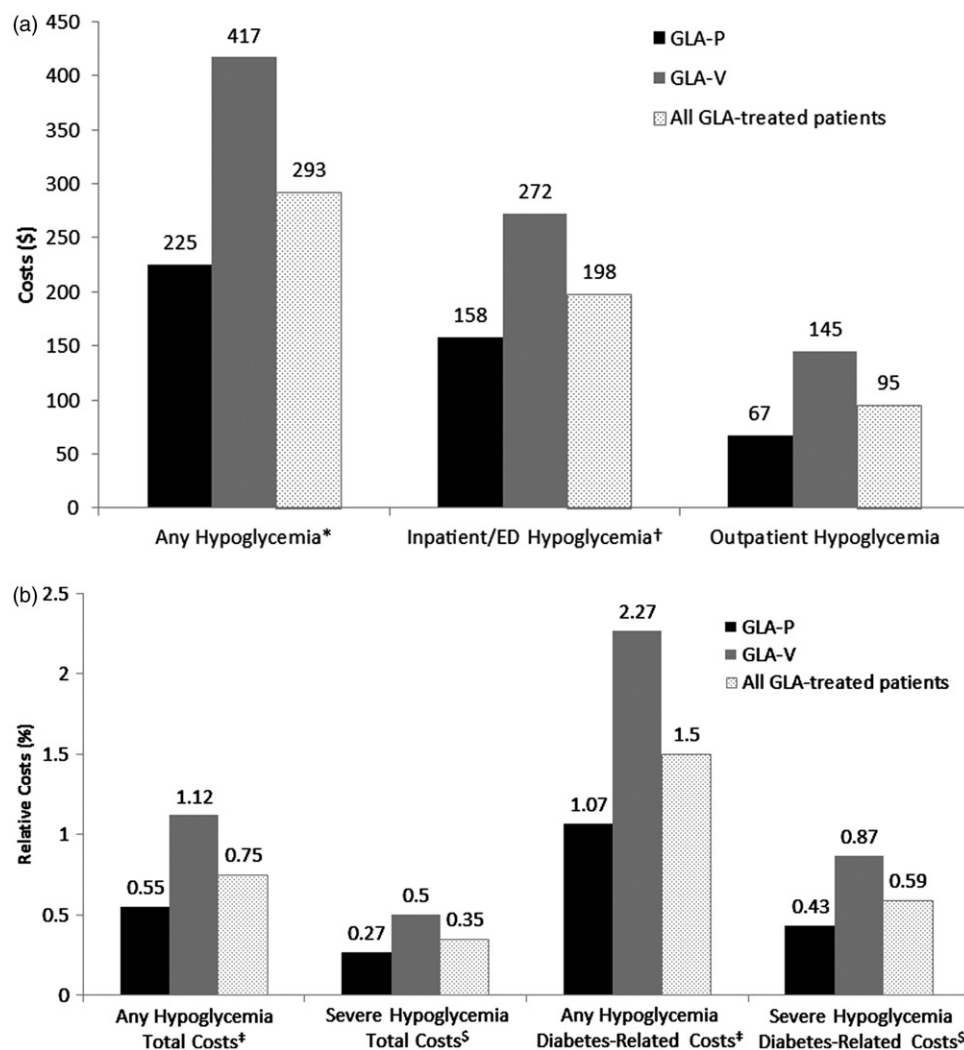 (a)
Costs ($)
450
400
350
300
250
200
150
100
50
0
GLA-P
GLA-V
All GLA-treated patients
225
417
293
158
272
198
67
145
95
Any Hypoglycemia*
Inpatient/ED Hypoglycemia†
Outpatient Hypoglycemia
(b)
Relative Costs (%)
2.5
2
1.5
1
0.5
0
GLA-P
GLA-V
All GLA-treated patients
0.55
1.12
0.75
0.27
0.5
0.35
1.07
2.27
1.5
0.43
0.87
0.59
Any Hypoglycemia
Total Costs‡
Severe Hypoglycemia
Total Costs$
Any Hypoglycemia
Diabetes-Related Costs‡
Severe Hypoglycemia
Diabetes-Related Costs$